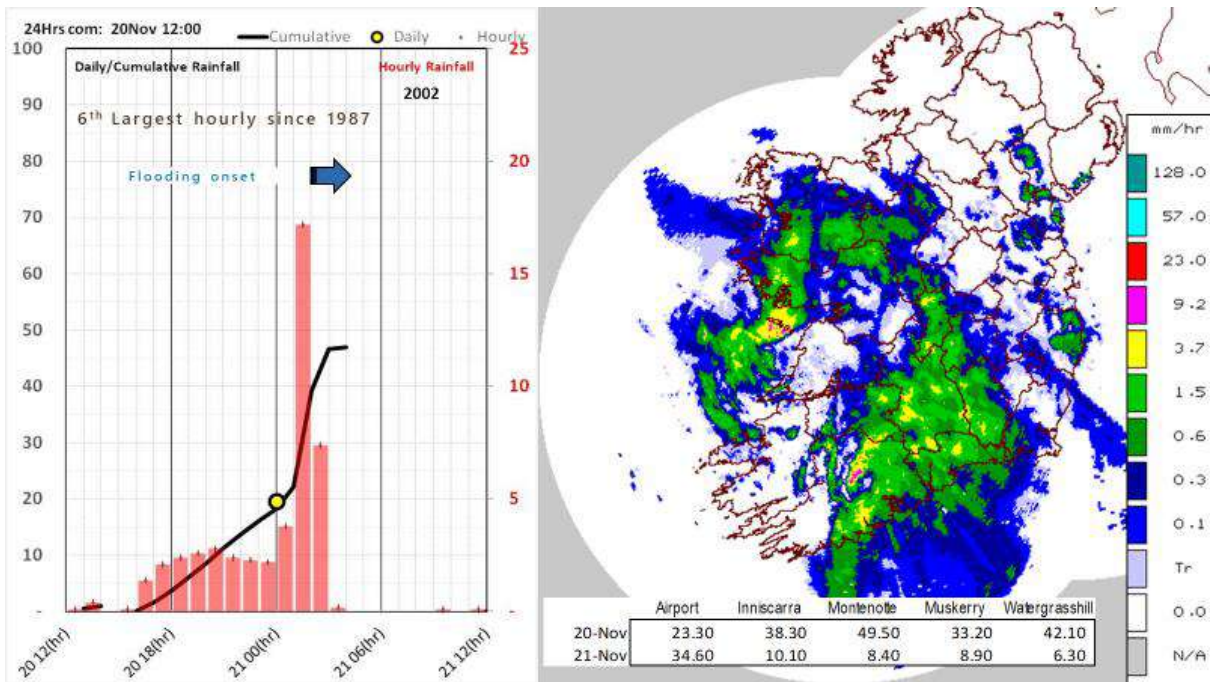 24Hrs com: 20Nov 12:00
Cumulative Daily Hourly
100 25
Daily/Cumulative Rainfall Hourly Rainfall
90 2002
6th Largest hourly since 1987
80 20
Flooding onset
70
60 15
50
40 10
30
20 5
10
- -
20 12(hr) 20 18(hr) 21 00(hr) 21 06(hr) 21 12(hr)
mm/hr
128.0
57.0
23.0
9.2
3.7
1.5
0.6
0.3
0.1
Tr
0.0
N/A
Airport Inniscarra Montenotte Muskerry Watergrasshill
20-Nov 23.30 38.30 49.50 33.20 42.10
21-Nov 34.60 10.10 8.40 8.90 6.30